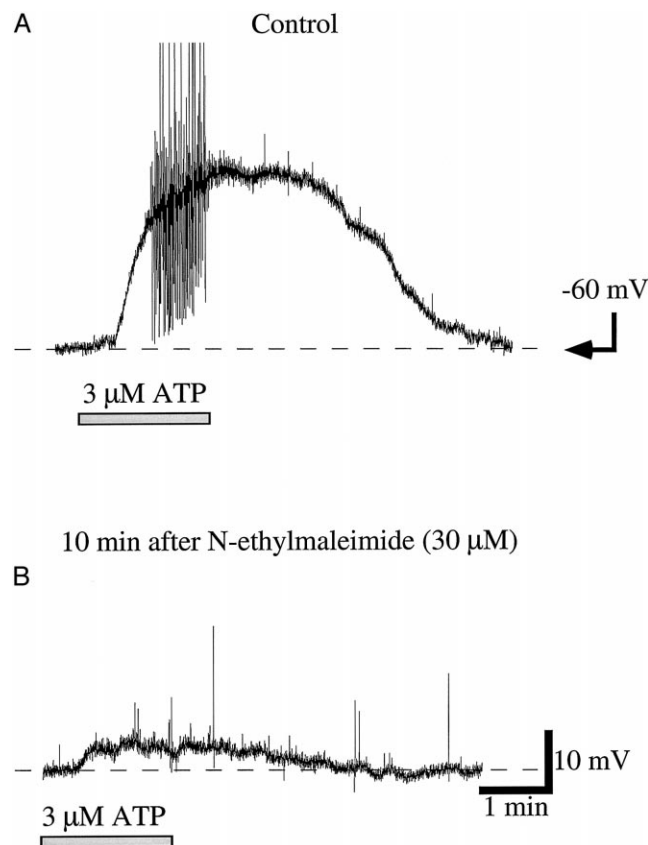 A
Control
-60 mV
3 μM ATP
10 min after N-ethylmaleimide (30 μM)
B
10 mV
1 min
3 μM ATP